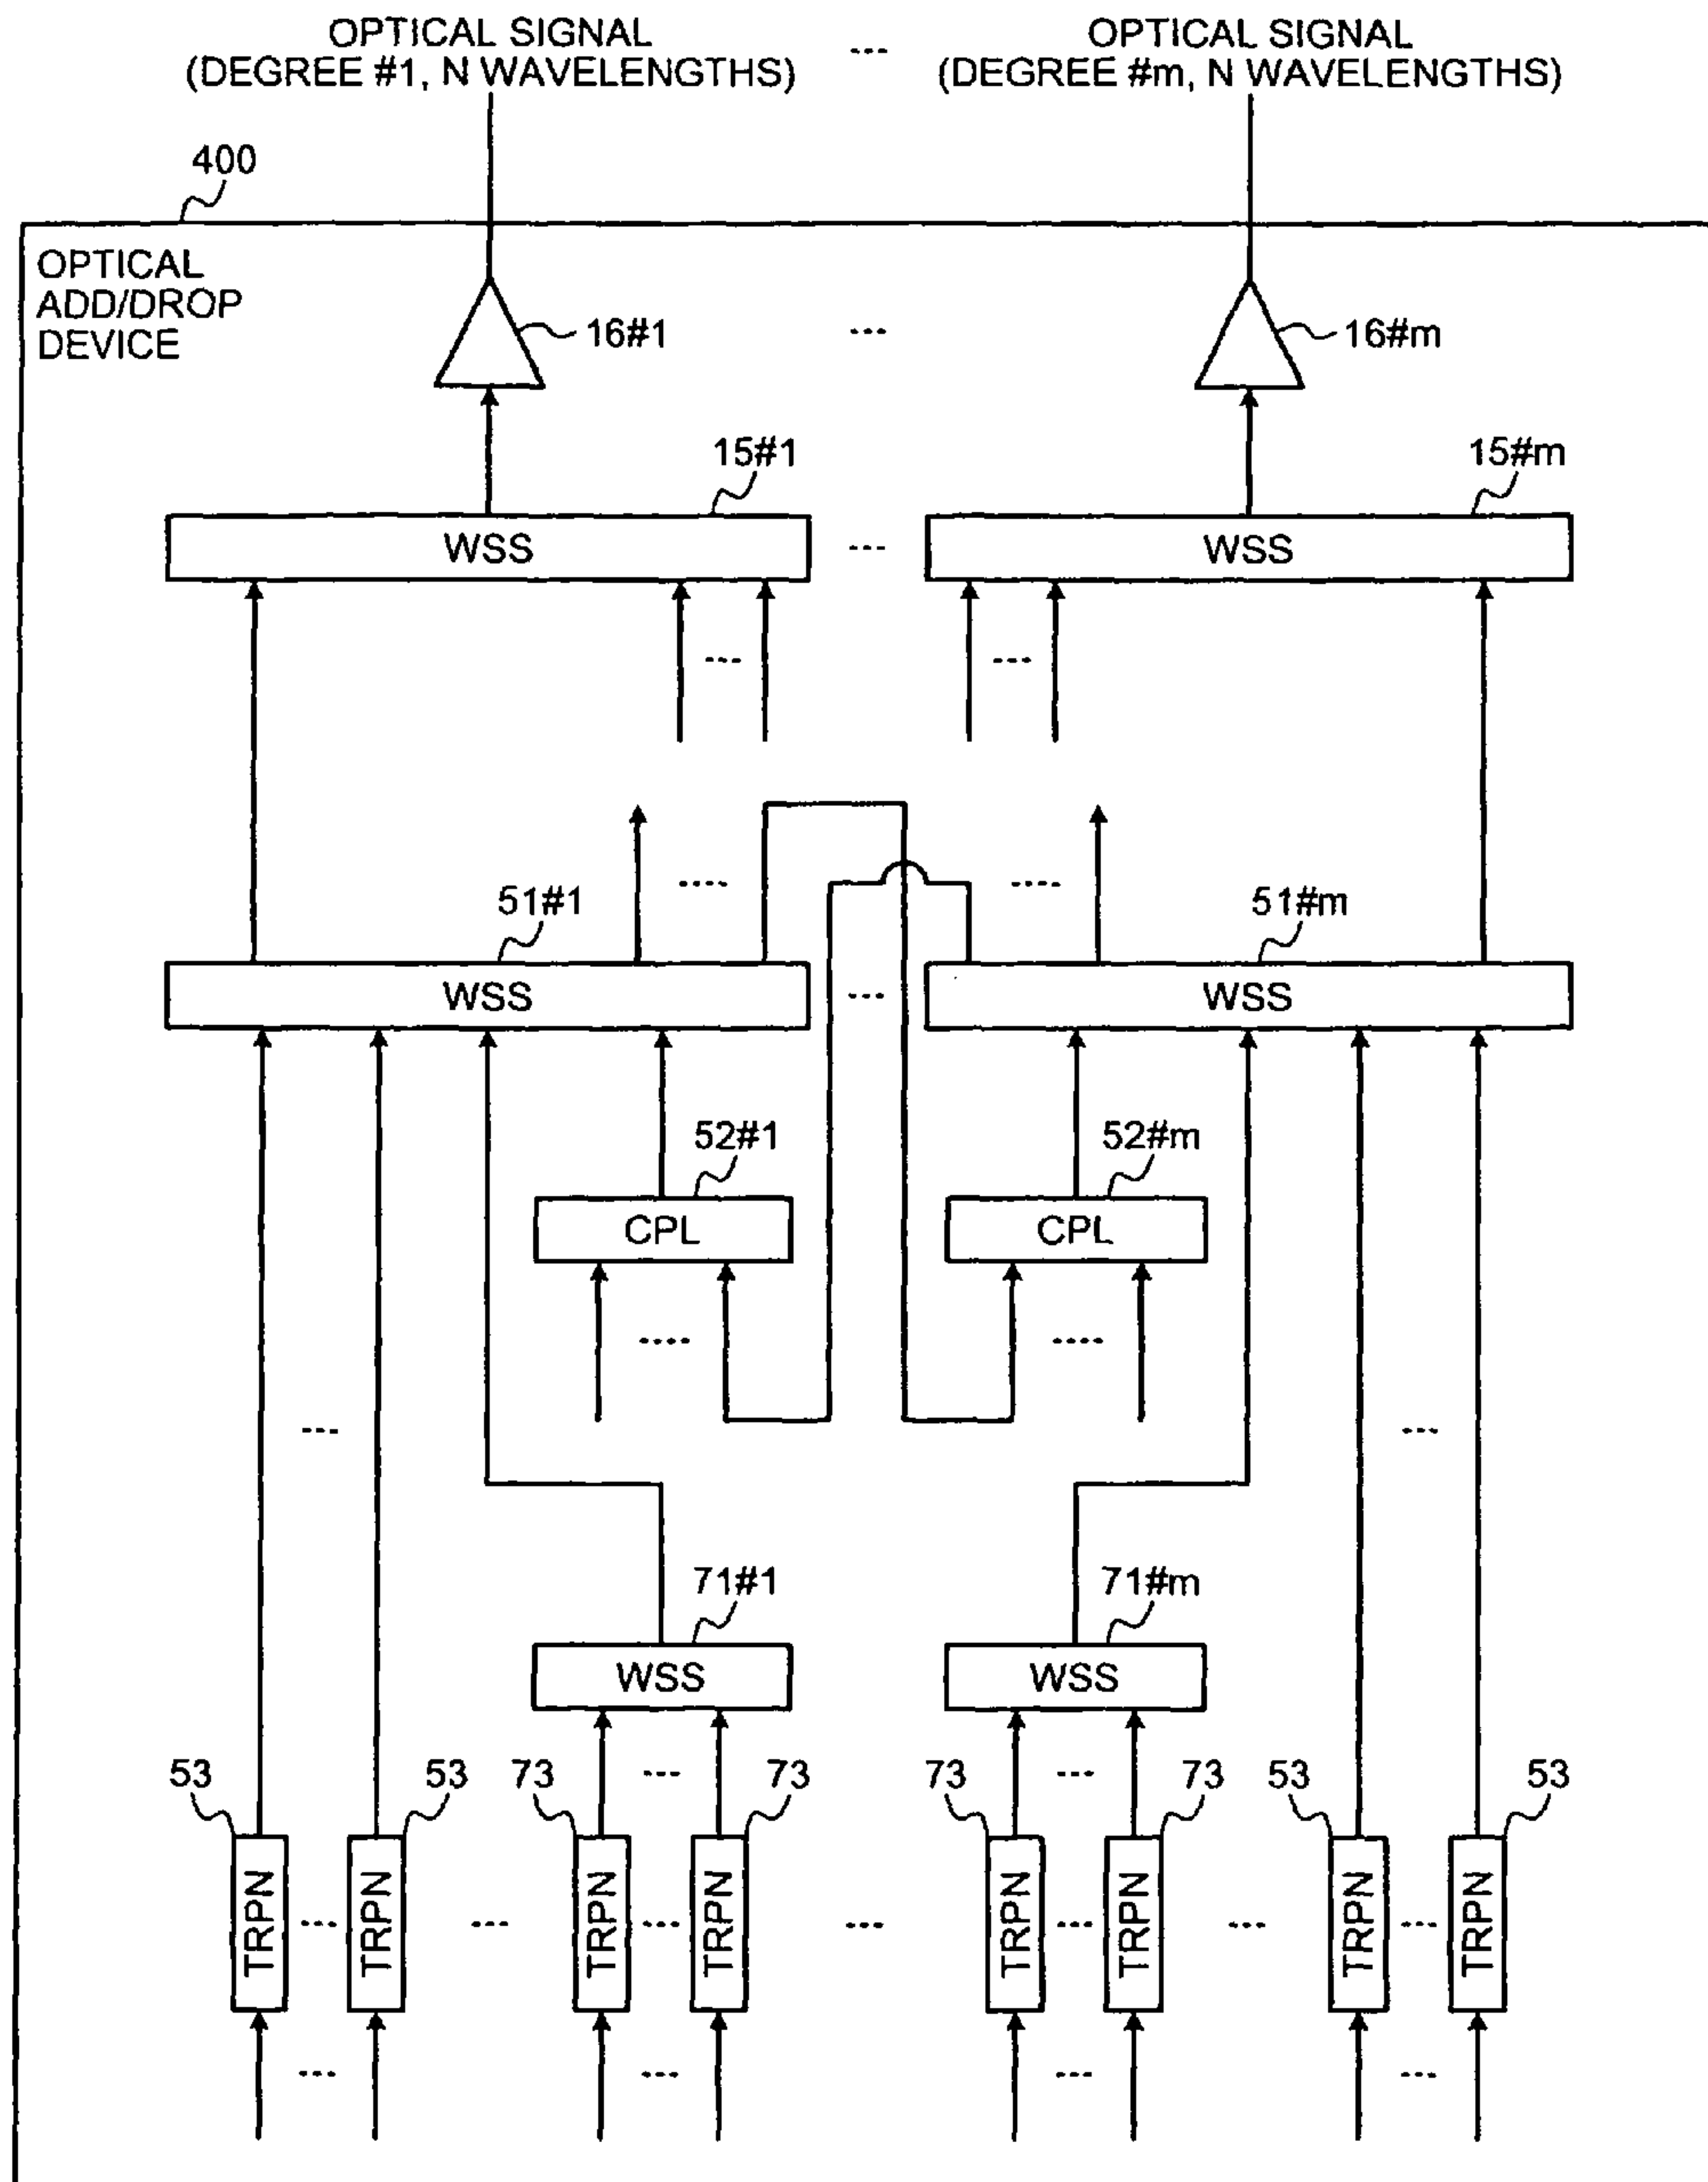 OPTICAL SIGNAL
(DEGREE #1, N WAVELENGTHS)
...
OPTICAL SIGNAL
(DEGREE #m, N WAVELENGTHS)
400
OPTICAL
ADD/DROP
DEVICE
16#1
...
16#m
15#1
15#m
WSS
...
WSS
...
...
....
....
51#1
51#m
WSS
...
WSS
52#1
52#m
CPL
CPL
....
....
...
...
71#1
71#m
WSS
WSS
53
53
73
...
73
73
...
73
53
53
TRPN
...
TRPN
...
TRPN
...
TRPN
...
TRPN
...
TRPN
...
TRPN
...
TRPN
...
...
...
...